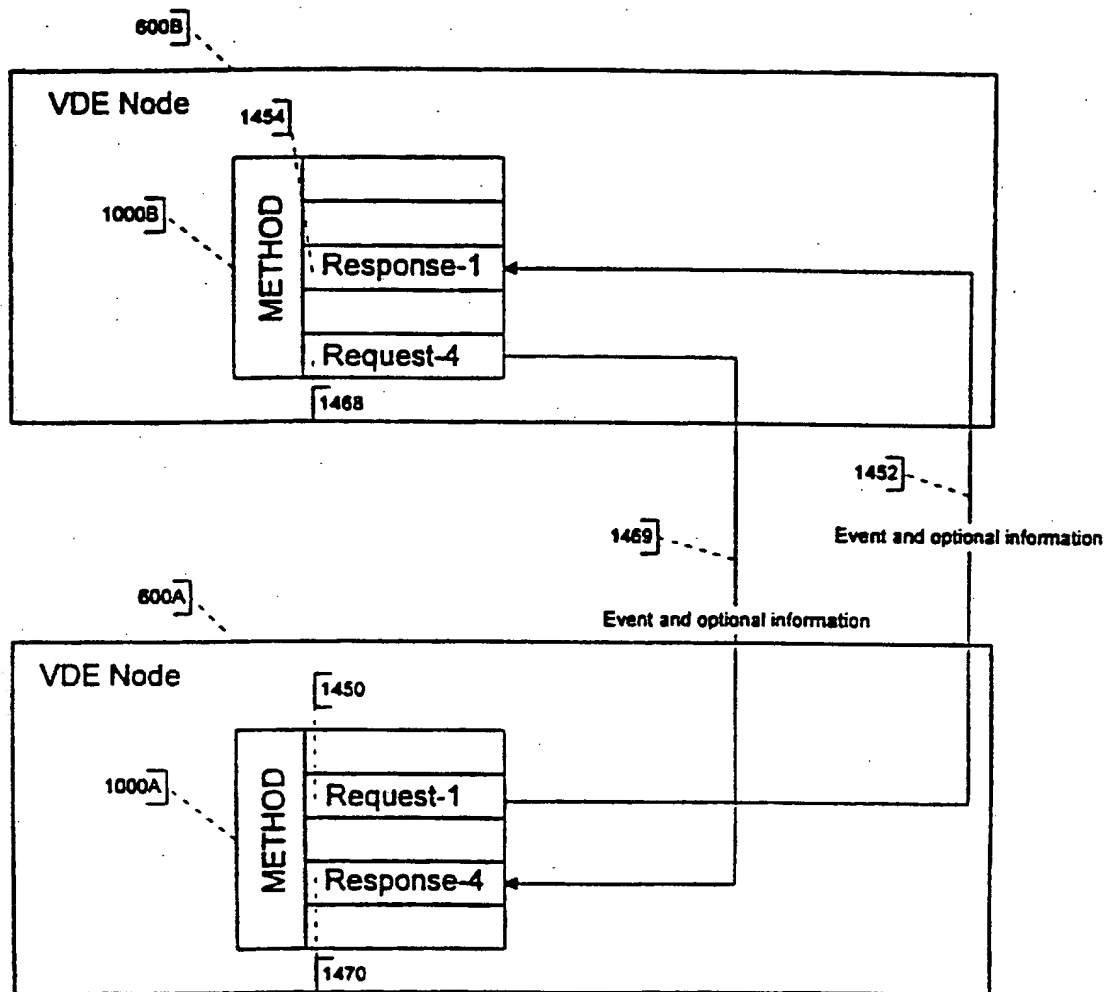 600B
VDE Node
1454
1000B
METHOD
Response-1
Request-4
1468
1452
Event and optional information
1469
600A
Event and optional information
VDE Node
1450
1000A
METHOD
Request-1
Response-4
1470